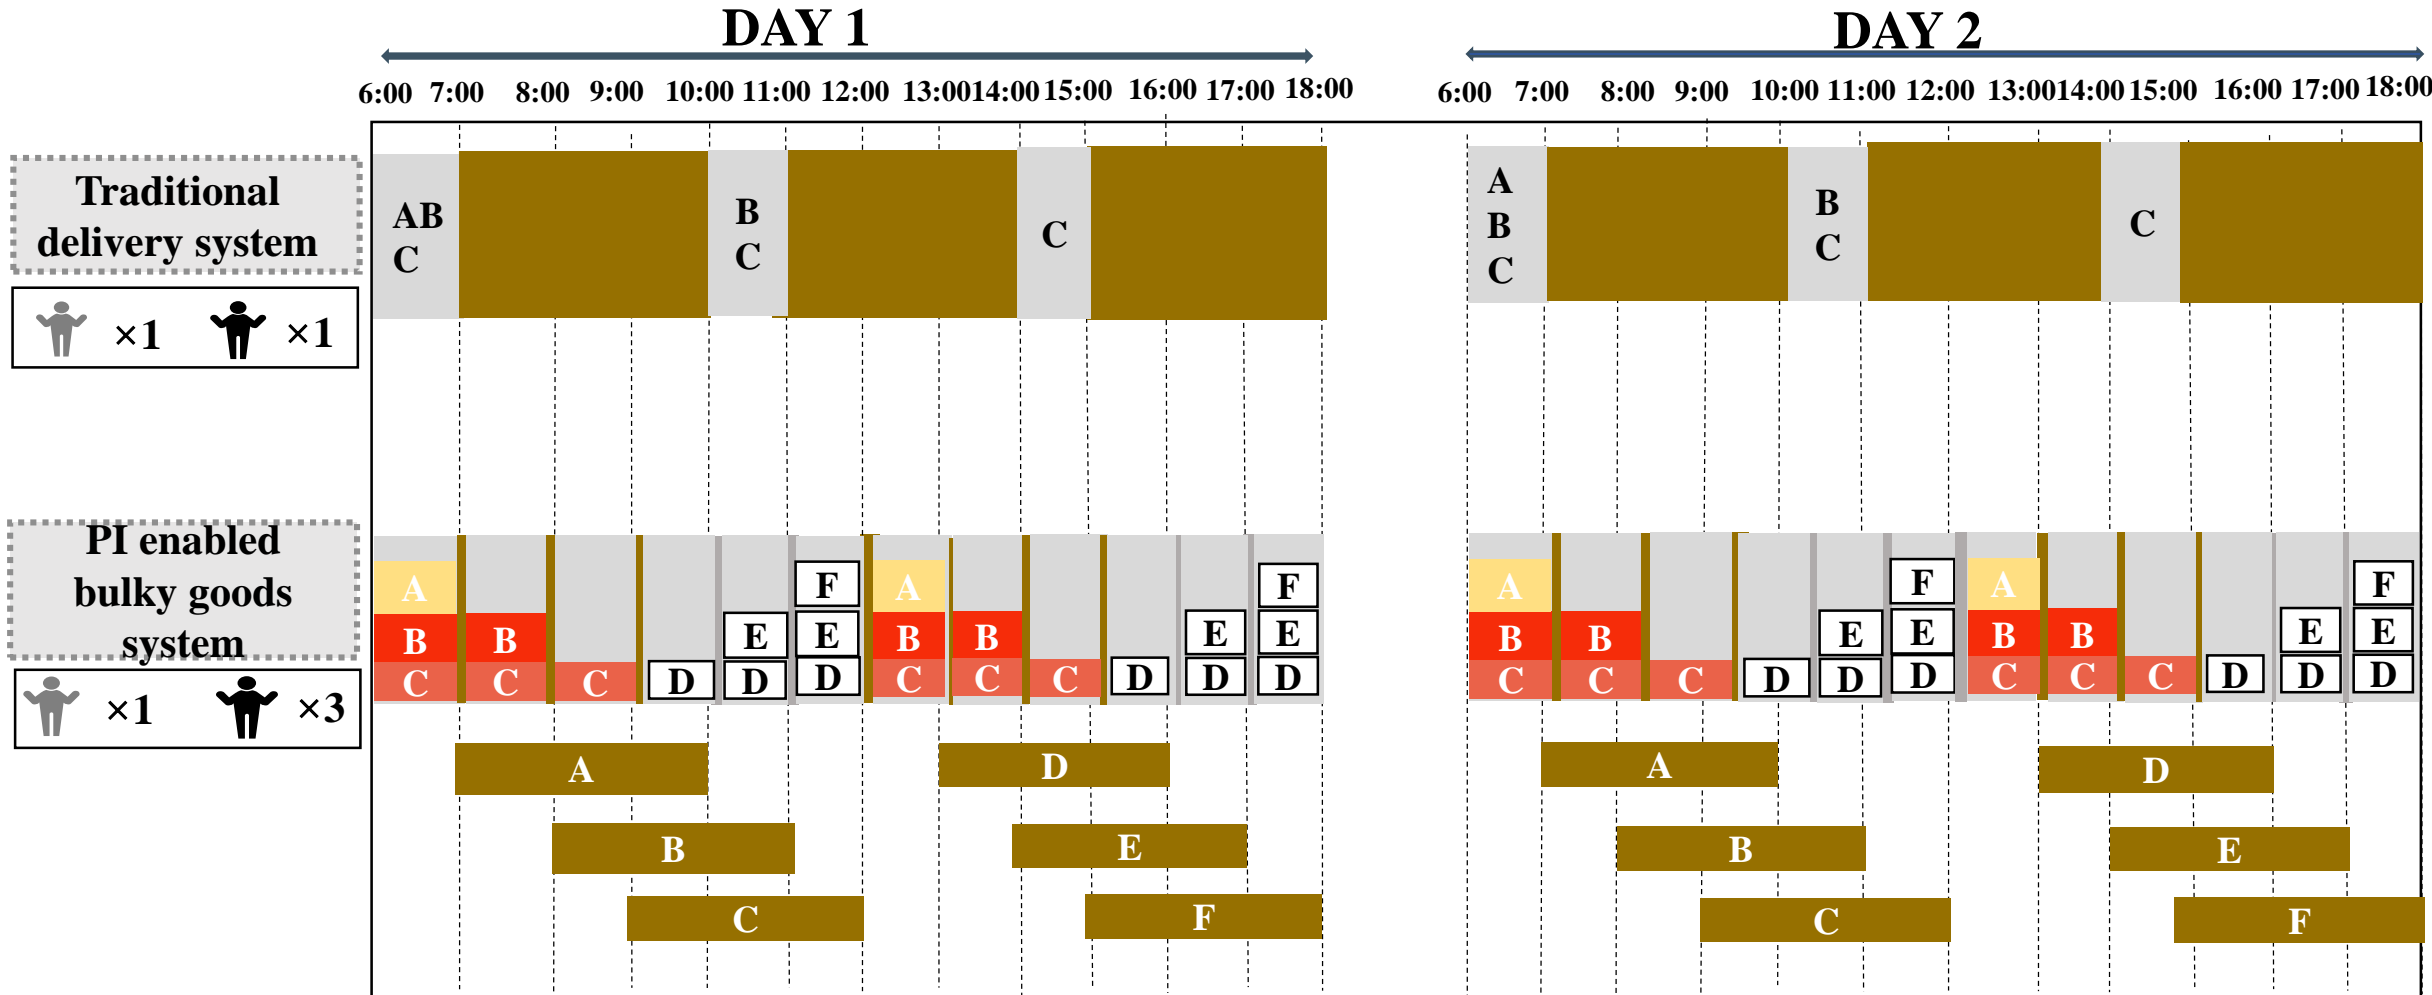 DAY 1
DAY 2
6:00 7:00 8:00 9:00 10:00 11:00 12:00 13:00 14:00 15:00 16:00 17:00 18:00
6:00 7:00 8:00 9:00 10:00 11:00 12:00 13:00 14:00 15:00 16:00 17:00 18:00
Traditional
delivery system
×1 ×1
AB
C
B
C
C
A
B
C
B
C
C
PI enabled
bulky goods
system
×1 ×3
A F A F
B B E E B B E E
C C C D D D C C C D D D
A F A F
B B E E B B E E
C C C D D D C C C D D D
A D
B E
C F
A D
B E
C F